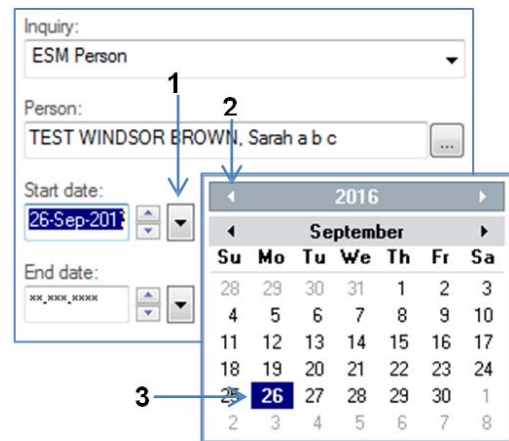 Inquiry:
ESM Person
1
Person:
2
TEST WINDSOR BROWN, Sarah a b c
...
Start date:
26-Sep-201
2016
September
Su Mo Tu We Th Fr Sa
28 29 30 31 1 2 3
End date:
xx.xxx.xxxx
4 5 6 7 8 9 10
11 12 13 14 15 16 17
18 19 20 21 22 23 24
3
25 26 27 28 29 30 1
2 3 4 5 6 7 8